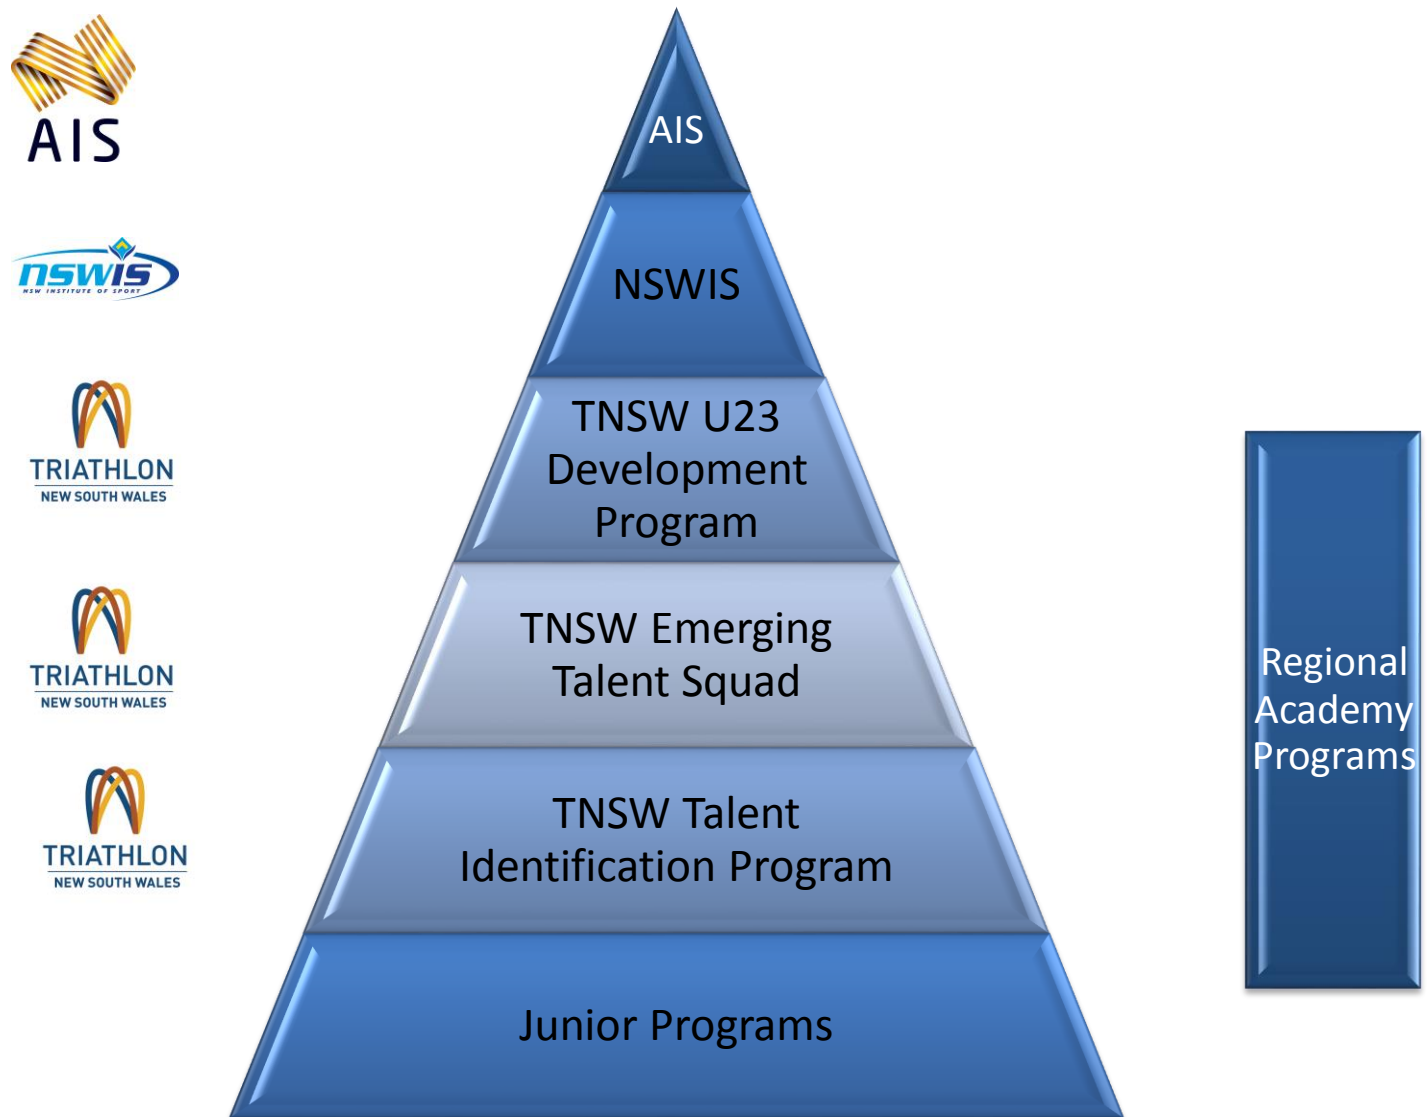 AIS
AIS
nswis
NSW INSTITUTE OF SPORT
NSWIS
TRIATHLON
NEW SOUTH WALES
TNSW U23
Development
Program
TRIATHLON
NEW SOUTH WALES
TNSW Emerging
Talent Squad
Regional
Academy
Programs
TRIATHLON
NEW SOUTH WALES
TNSW Talent
Identification Program
Junior Programs